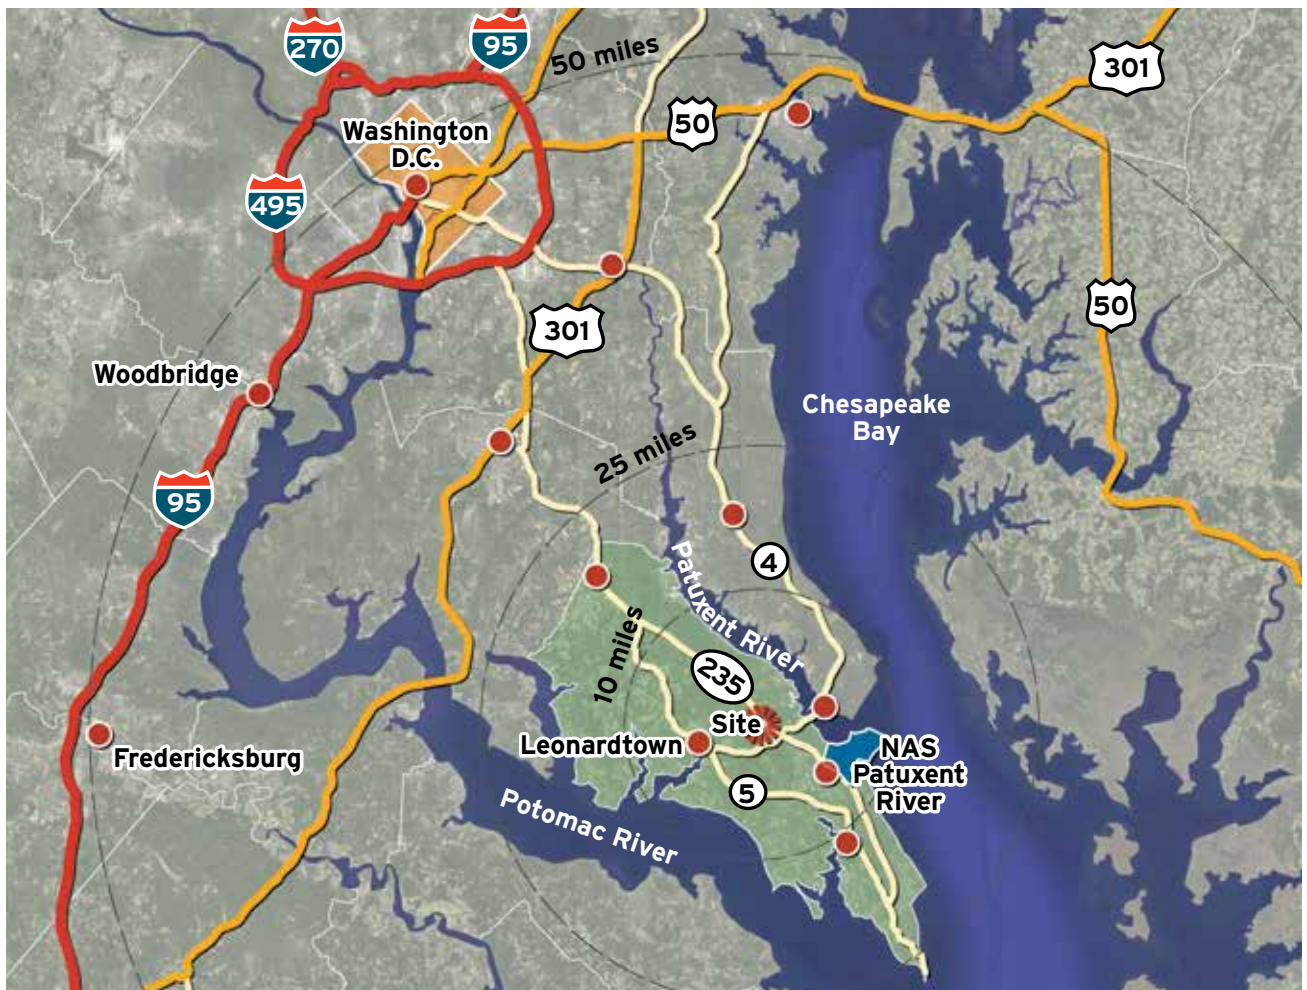 270
95
50 miles
301
Washington
D.C.
50
495
301
50
Woodbridge
Chesapeake
Bay
25 miles
95
4
Patuxent River
10 miles
235
Site
Leonardtown
NAS
Patuxent
River
Fredericksburg
5
Potomac River